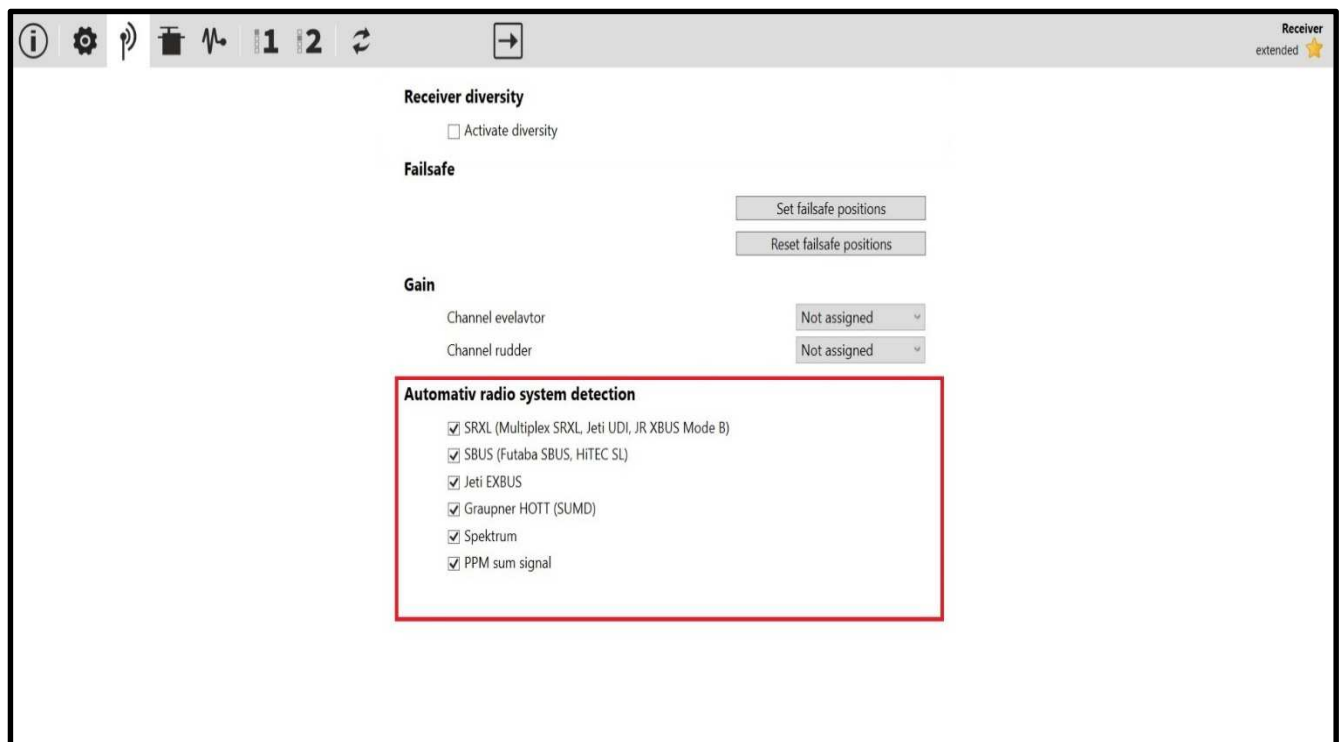 1 2
Receiver
extended
Receiver diversity
Activate diversity
Failsafe
Set failsafe positions
Reset failsafe positions
Gain
Channel evelavtor Not assigned
Channel rudder Not assigned
Automativ radio system detection
SRXL (Multiplex SRXL, Jeti UDI, JR XBUS Mode B)
SBUS (Futaba SBUS, HiTEC SL)
Jeti EXBUS
Graupner HOTT (SUMD)
Spektrum
PPM sum signal